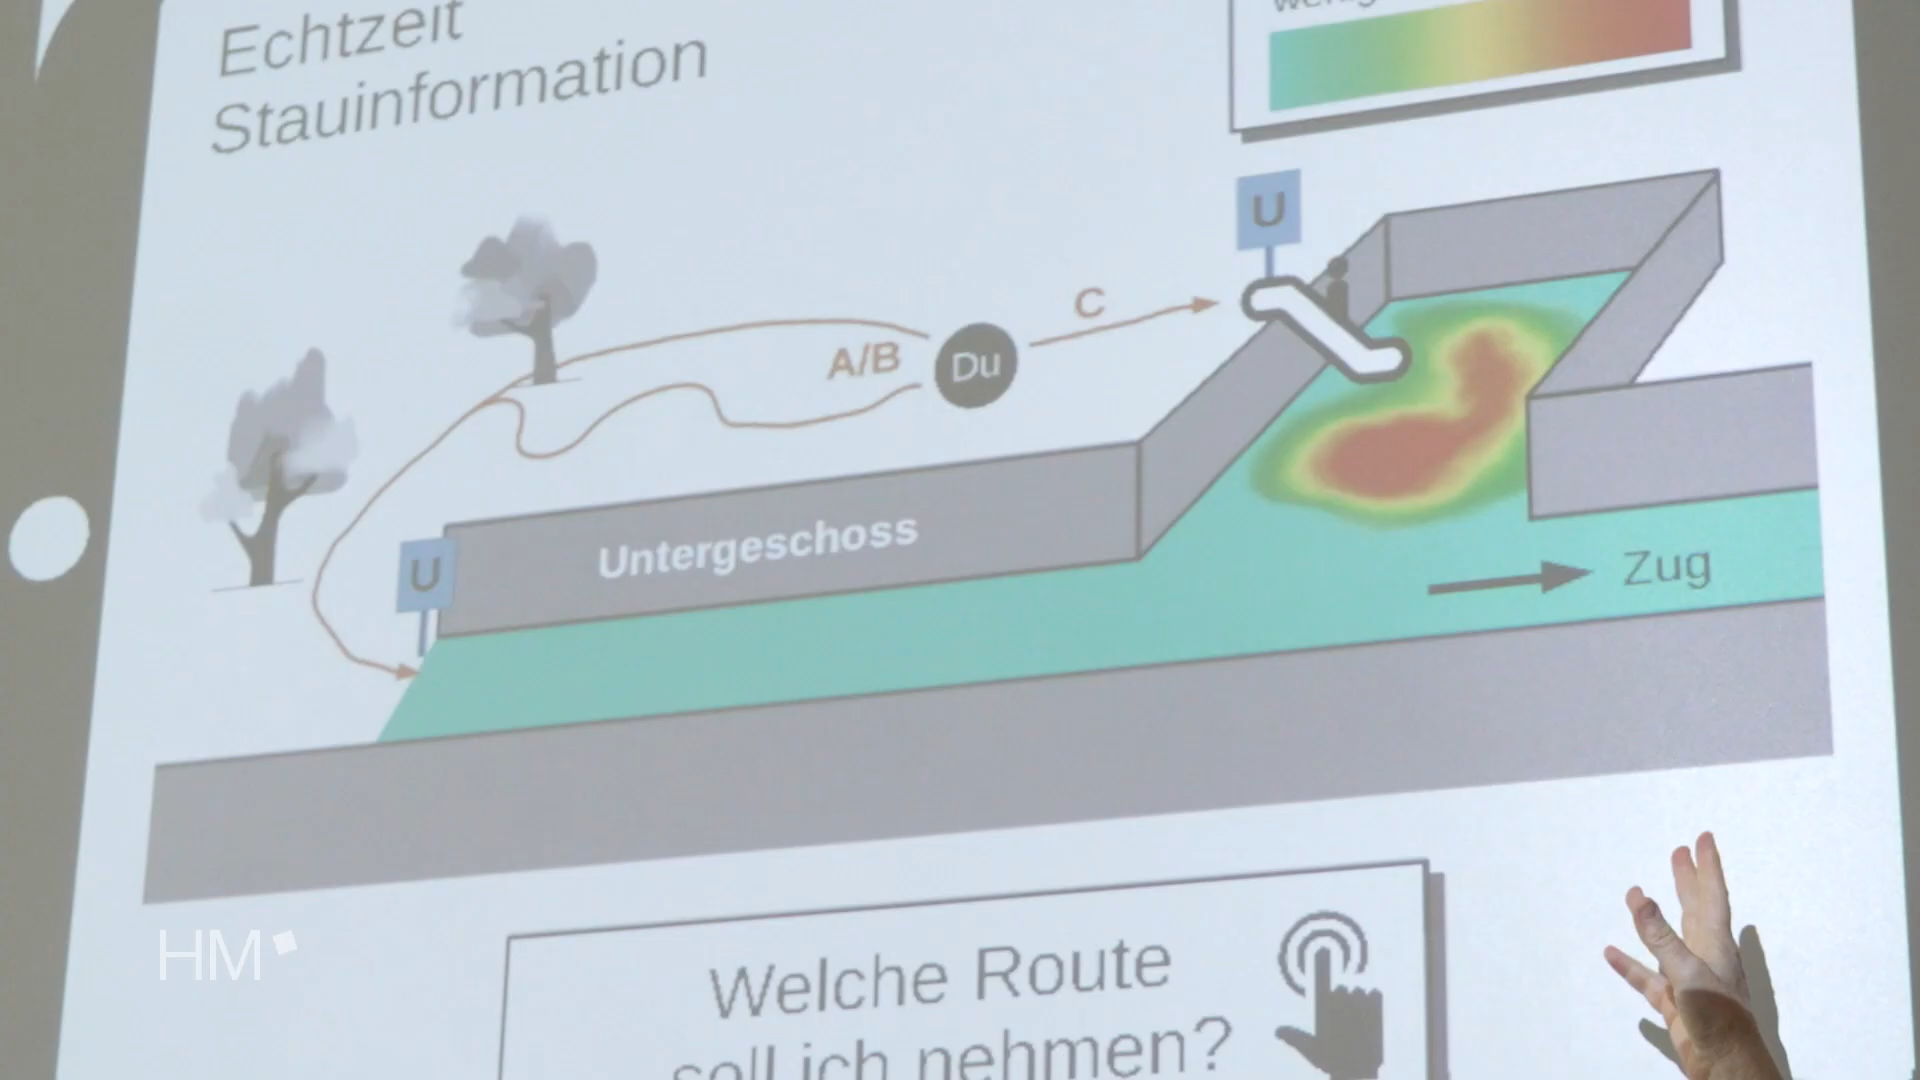 Echtzeit
Stauinformation
U
C
A/B
Du
Untergeschoss
U
Zug
HM
Welche Route
soll ich nehmen?